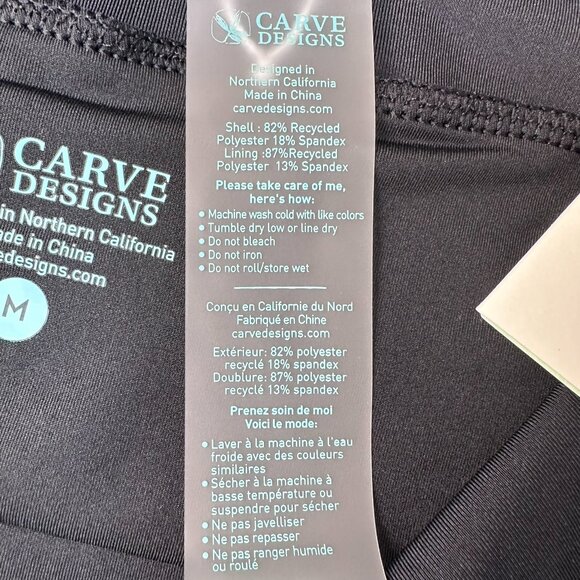 CARVE
DESIGNS
Designed in
Northern California
Made in China
carvedesigns.com
Shell : 82% Recycled
Polyester 18% Spandex
Lining :87%Recycled
Polyester 13% Spandex
Please take care of me,
here's how:
• Machine wash cold with like colors
• Tumble dry low or line dry
• Do not bleach
• Do not iron
• Do not roll/store wet
Conçu en Californie du Nord
Fabriqué en Chine
carvedesigns.com
Extérieur: 82% polyester
recyclé 18% spandex
Doublure: 87% polyester
recyclé 13% spandex
Prenez soin de moi
Voici le mode:
• Laver à la machine à l'eau
froide avec des couleurs
similaires
• Sécher à la machine à
basse température ou
suspendre pour sécher
• Ne pas javelliser
• Ne pas repasser
• Ne pas ranger humide
ou roulé
CARVE
DESIGNS
in Northern California
ade in China
edesigns.com
M